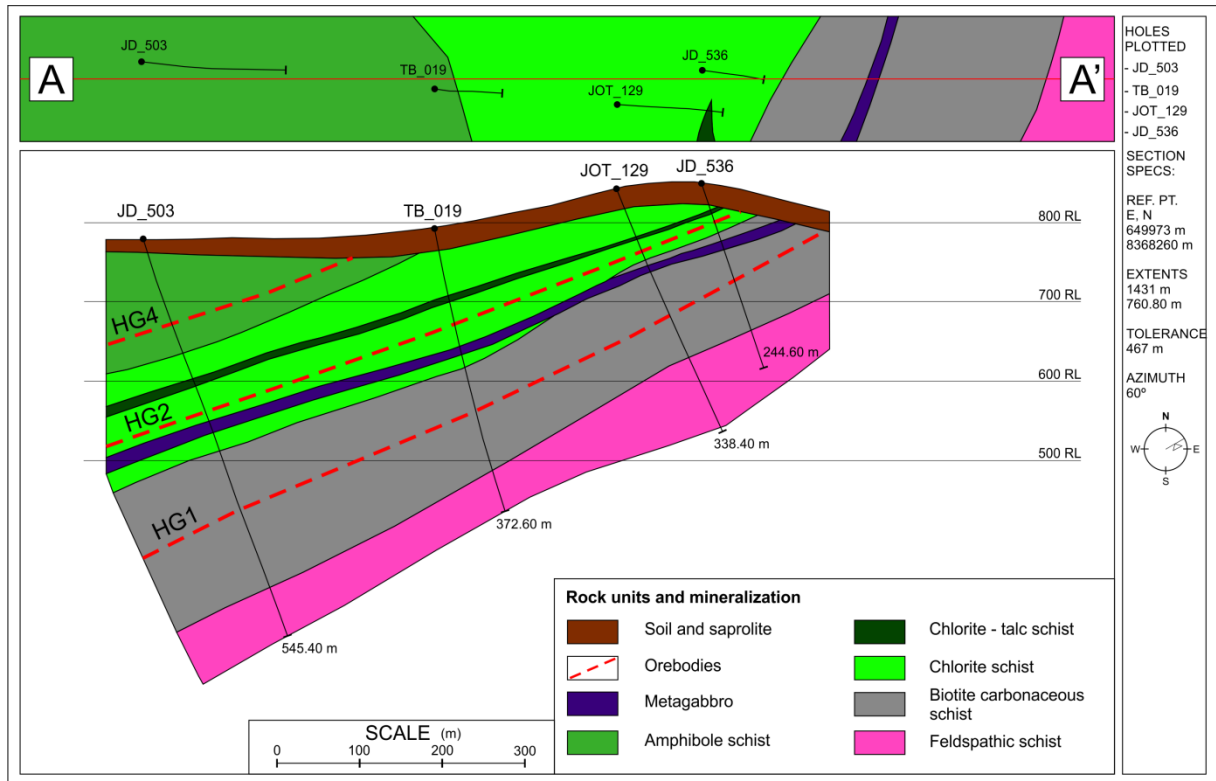 A
JD_503
TB_019
JOT_129
JD_536
A'
HOLES
PLOTTED
- JD_503
- TB_019
- JOT_129
- JD_536
SECTION
SPECS:
REF. PT.
E, N
649973 m
8368260 m
EXTENTS
1431 m
760.80 m
TOLERANCE
467 m
AZIMUTH
60º
N
W
E
S
JD_503
TB_019
JOT_129
JD_536
800 RL
700 RL
600 RL
500 RL
HG4
HG2
HG1
244.60 m
338.40 m
372.60 m
545.40 m
Rock units and mineralization
Soil and saprolite
Orebodies
Metagabbro
Amphibole schist
Chlorite - talc schist
Chlorite schist
Biotite carbonaceous
schist
Feldspathic schist
SCALE (m)
0 100 200 300